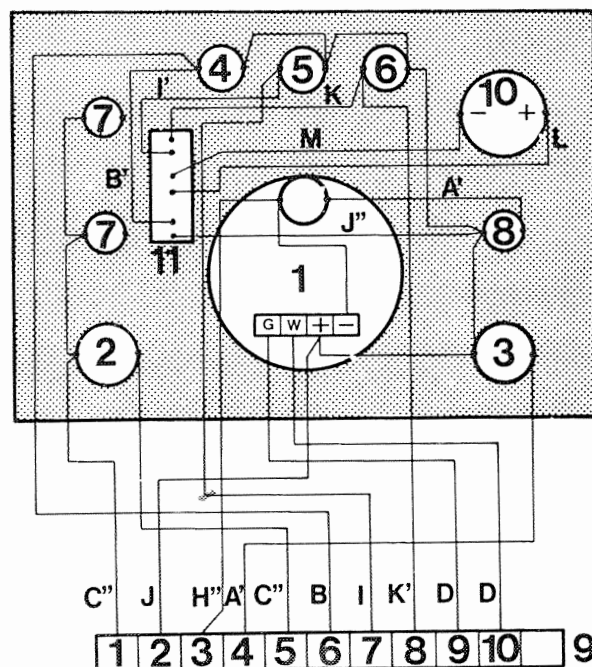 4 5 6
I' K 10
7 - +
M L
B' A'
7 J" 8
11 1
G W + -
2 3
C" J H" A' C" B I K' D D
1 2 3 4 5 6 7 8 9 10 9